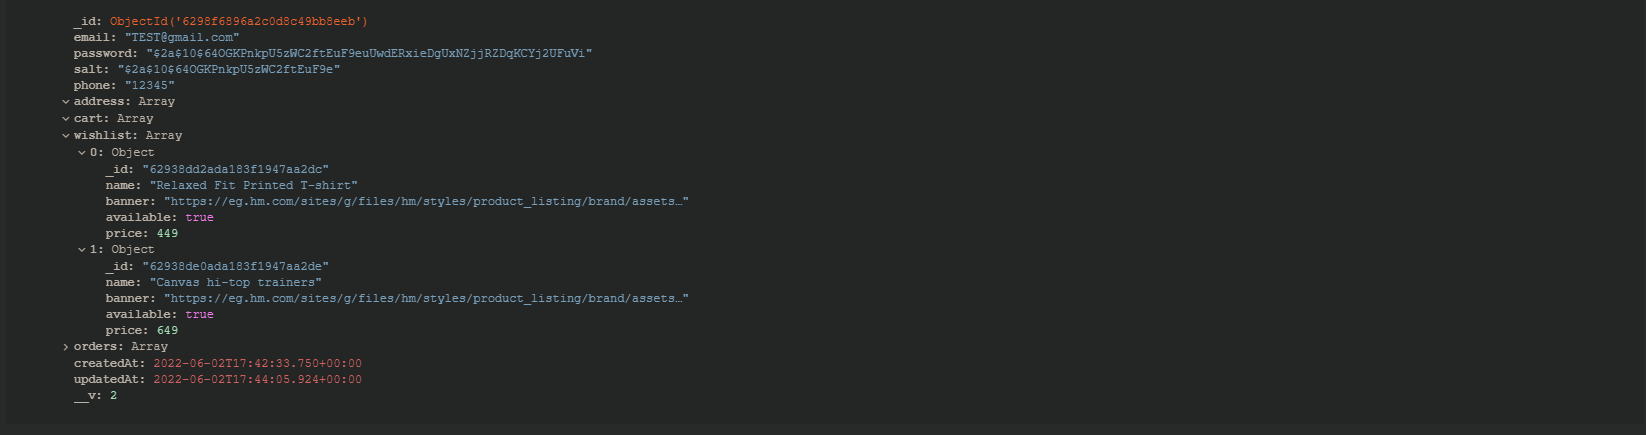 _id: ObjectId('6298f6896a2c0d8c49bb8eeb')
email: "TEST@gmail.com"
password: "$2a$10$64OGKPnkpU5zWC2ftEuF9euUwdERxieDgUxNZjjRZDqKCYj2UFuVi"
salt: "$2a$10$64OGKPnkpU5zWC2ftEuF9e"
phone: "12345"
address: Array
cart: Array
wishlist: Array
0: Object
_id: "62938dd2ada183f1947aa2dc"
name: "Relaxed Fit Printed T-shirt"
banner: "https://eg.hm.com/sites/g/files/hm/styles/product_listing/brand/assets…"
available: true
price: 449
1: Object
_id: "62938de0ada183f1947aa2de"
name: "Canvas hi-top trainers"
banner: "https://eg.hm.com/sites/g/files/hm/styles/product_listing/brand/assets…"
available: true
price: 649
orders: Array
createdAt: 2022-06-02T17:42:33.750+00:00
updatedAt: 2022-06-02T17:44:05.924+00:00
__v: 2